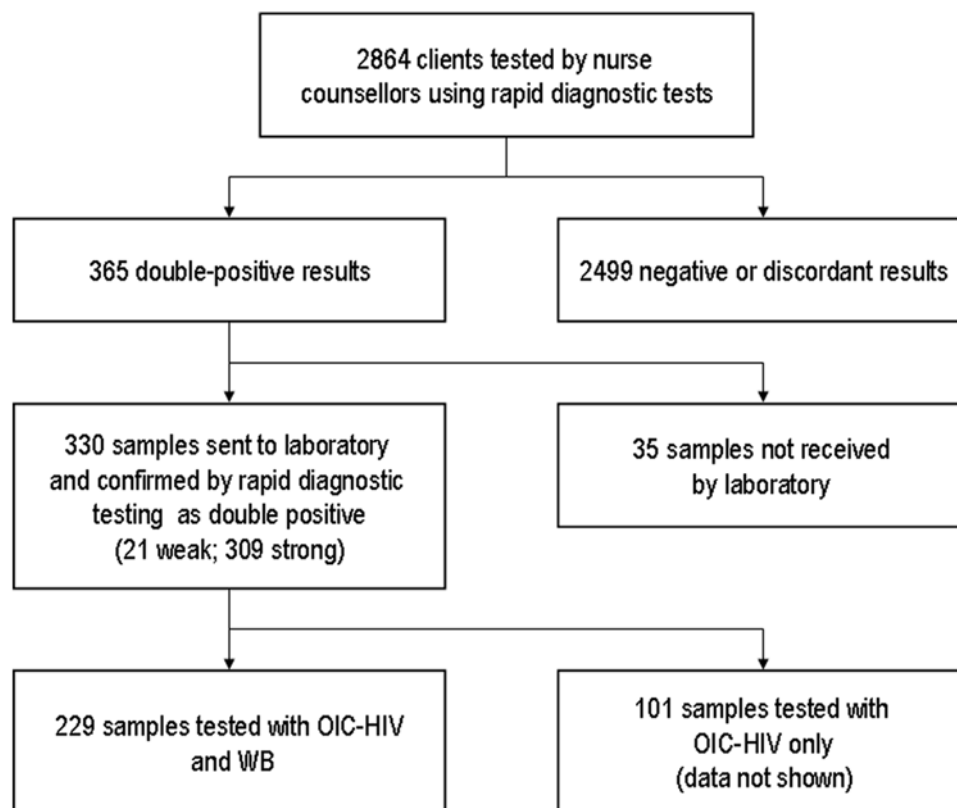 2864 clients tested by nurse
counsellors using rapid diagnostic tests
365 double-positive results
2499 negative or discordant results
330 samples sent to laboratory
and confirmed by rapid diagnostic
testing as double positive
(21 weak; 309 strong)
35 samples not received
by laboratory
229 samples tested with OIC-HIV
and WB
101 samples tested with
OIC-HIV only
(data not shown)